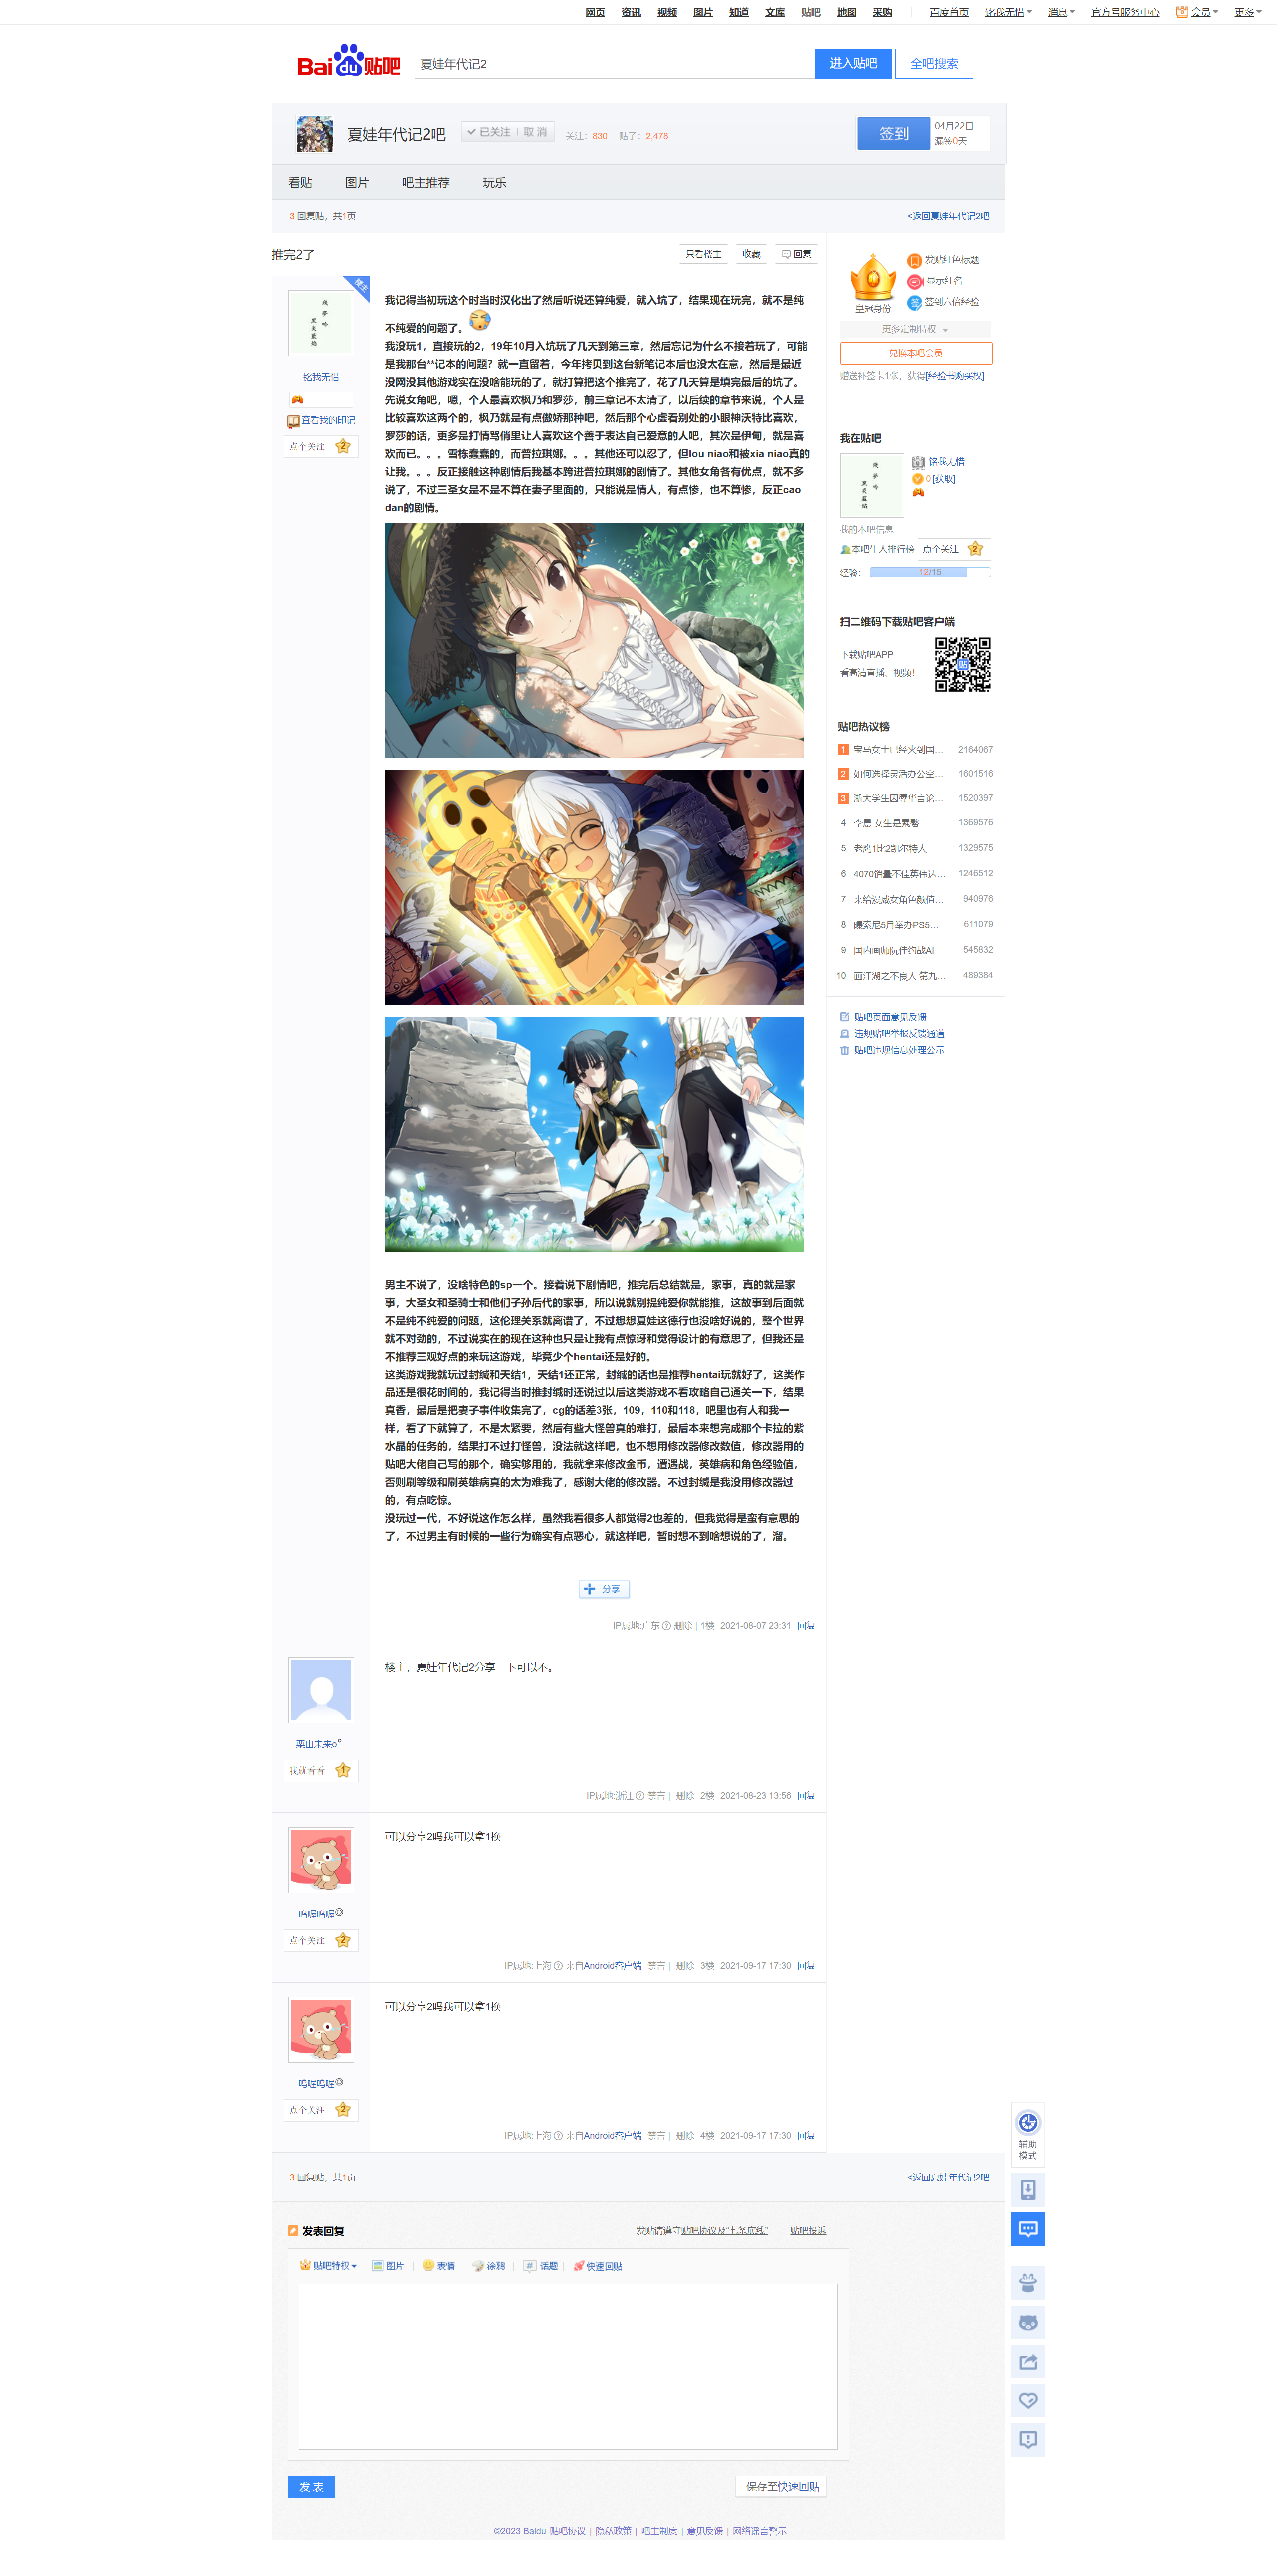 网页 资讯 视频 图片 知道 文库 贴吧 地图 采购 百度首页 铭我无惜 消息 官方号服务中心 会员 更多
Bai du 贴吧 夏娃年代记2 进入贴吧 全吧搜索
夏娃年代记2吧 已关注 | 取消 关注: 830 贴子: 2,478 签到 04月22日
漏签0天
看贴 图片 吧主推荐 玩乐
3 回复贴，共1页 <返回夏娃年代记2吧
推完2了 只看楼主 收藏 回复
楼主
铭我无惜
查看我的印记
点个关注 2
我记得当初玩这个时当时汉化出了然后听说还算纯爱，就入坑了，结果现在玩完，就不是纯
不纯爱的问题了。
我没玩1，直接玩的2，19年10月入坑玩了几天到第三章，然后忘记为什么不接着玩了，可能
是我那台**记本的问题？就一直留着，今年拷贝到这台新笔记本后也没太在意，然后是最近
没网没其他游戏实在没啥能玩的了，就打算把这个推完了，花了几天算是填完最后的坑了。
先说女角吧，嗯，个人最喜欢枫乃和罗莎，前三章记不太清了，以后续的章节来说，个人是
比较喜欢这两个的，枫乃就是有点傲娇那种吧，然后那个心虚看别处的小眼神沃特比喜欢，
罗莎的话，更多是打情骂俏里让人喜欢这个善于表达自己爱意的人吧，其次是伊甸，就是喜
欢而已。。。雪栋蠢蠢的，而普拉琪娜。。。其他还可以忍了，但lou niao和被xia niao真的
让我。。。反正接触这种剧情后我基本跨进普拉琪娜的剧情了。其他女角各有优点，就不多
说了，不过三圣女是不是算在妻子里面的，只能说是情人，有点惨，也不算惨，反正cao
dan的剧情。
男主不说了，没啥特色的sp一个。接着说下剧情吧，推完后总结就是，家事，真的就是家
事，大圣女和圣骑士和他们子孙后代的家事，所以说就别提纯爱你就能推，这故事到后面就
不是纯不纯爱的问题，这伦理关系就离谱了，不过想想夏娃这德行也没啥好说的，整个世界
就不对劲的，不过说实在的现在这种也只是让我有点惊讶和觉得设计的有意思了，但我还是
不推荐三观好点的来玩这游戏，毕竟少个hentai还是好的。
这类游戏我就玩过封缄和天结1，天结1还正常，封缄的话也是推荐hentai玩就好了，这类作
品还是很花时间的，我记得当时推封缄时还说过以后这类游戏不看攻略自己通关一下，结果
真香，最后是把妻子事件收集完了，cg的话差3张，109，110和118，吧里也有人和我一
样，看了下就算了，不是太紧要，然后有些大怪兽真的难打，最后本来想完成那个卡拉的紫
水晶的任务的，结果打不过打怪兽，没法就这样吧，也不想用修改器修改数值，修改器用的
贴吧大佬自己写的那个，确实够用的，我就拿来修改金币，遭遇战，英雄病和角色经验值，
否则刷等级和刷英雄病真的太为难我了，感谢大佬的修改器。不过封缄是我没用修改器过
的，有点吃惊。
没玩过一代，不好说这作怎么样，虽然我看很多人都觉得2也差的，但我觉得是蛮有意思的
了，不过男主有时候的一些行为确实有点恶心，就这样吧，暂时想不到啥想说的了，溜。
分享
IP属地:广东 删除 | 1楼 2021-08-07 23:31 回复
栗山未来o°
我就看看 1
楼主，夏娃年代记2分享一下可以不。
IP属地:浙江 禁言 | 删除 2楼 2021-08-23 13:56 回复
呜喔呜喔◎
点个关注 2
可以分享2吗我可以拿1换
IP属地:上海 来自Android客户端 禁言 | 删除 3楼 2021-09-17 17:30 回复
呜喔呜喔◎
点个关注 2
可以分享2吗我可以拿1换
IP属地:上海 来自Android客户端 禁言 | 删除 4楼 2021-09-17 17:30 回复
皇冠身份
发贴红色标题
显示红名
签到六倍经验
更多定制特权
兑换本吧会员
赠送补签卡1张，获得[经验书购买权]
我在贴吧
铭我无惜
0 [获取]
我的本吧信息
本吧牛人排行榜 点个关注 2
经验: 12/15
扫二维码下载贴吧客户端
下载贴吧APP
看高清直播、视频！
贴
贴吧热议榜
1 宝马女士已经火到国... 2164067
2 如何选择灵活办公空... 1601516
3 浙大学生因辱华言论... 1520397
4 李晨 女生是累赘 1369576
5 老鹰1比2凯尔特人 1329575
6 4070销量不佳英伟达... 1246512
7 来给漫威女角色颜值... 940976
8 曝索尼5月举办PS5... 611079
9 国内画师阮佳约战AI 545832
10 画江湖之不良人 第九... 489384
贴吧页面意见反馈
违规贴吧举报反馈通道
贴吧违规信息处理公示
辅助
模式
3 回复贴，共1页 <返回夏娃年代记2吧
发表回复 发贴请遵守贴吧协议及“七条底线” 贴吧投诉
贴吧特权 图片 表情 涂鸦 # 话题 快速回贴
发 表 保存至快速回贴
©2023 Baidu 贴吧协议 | 隐私政策 | 吧主制度 | 意见反馈 | 网络谣言警示